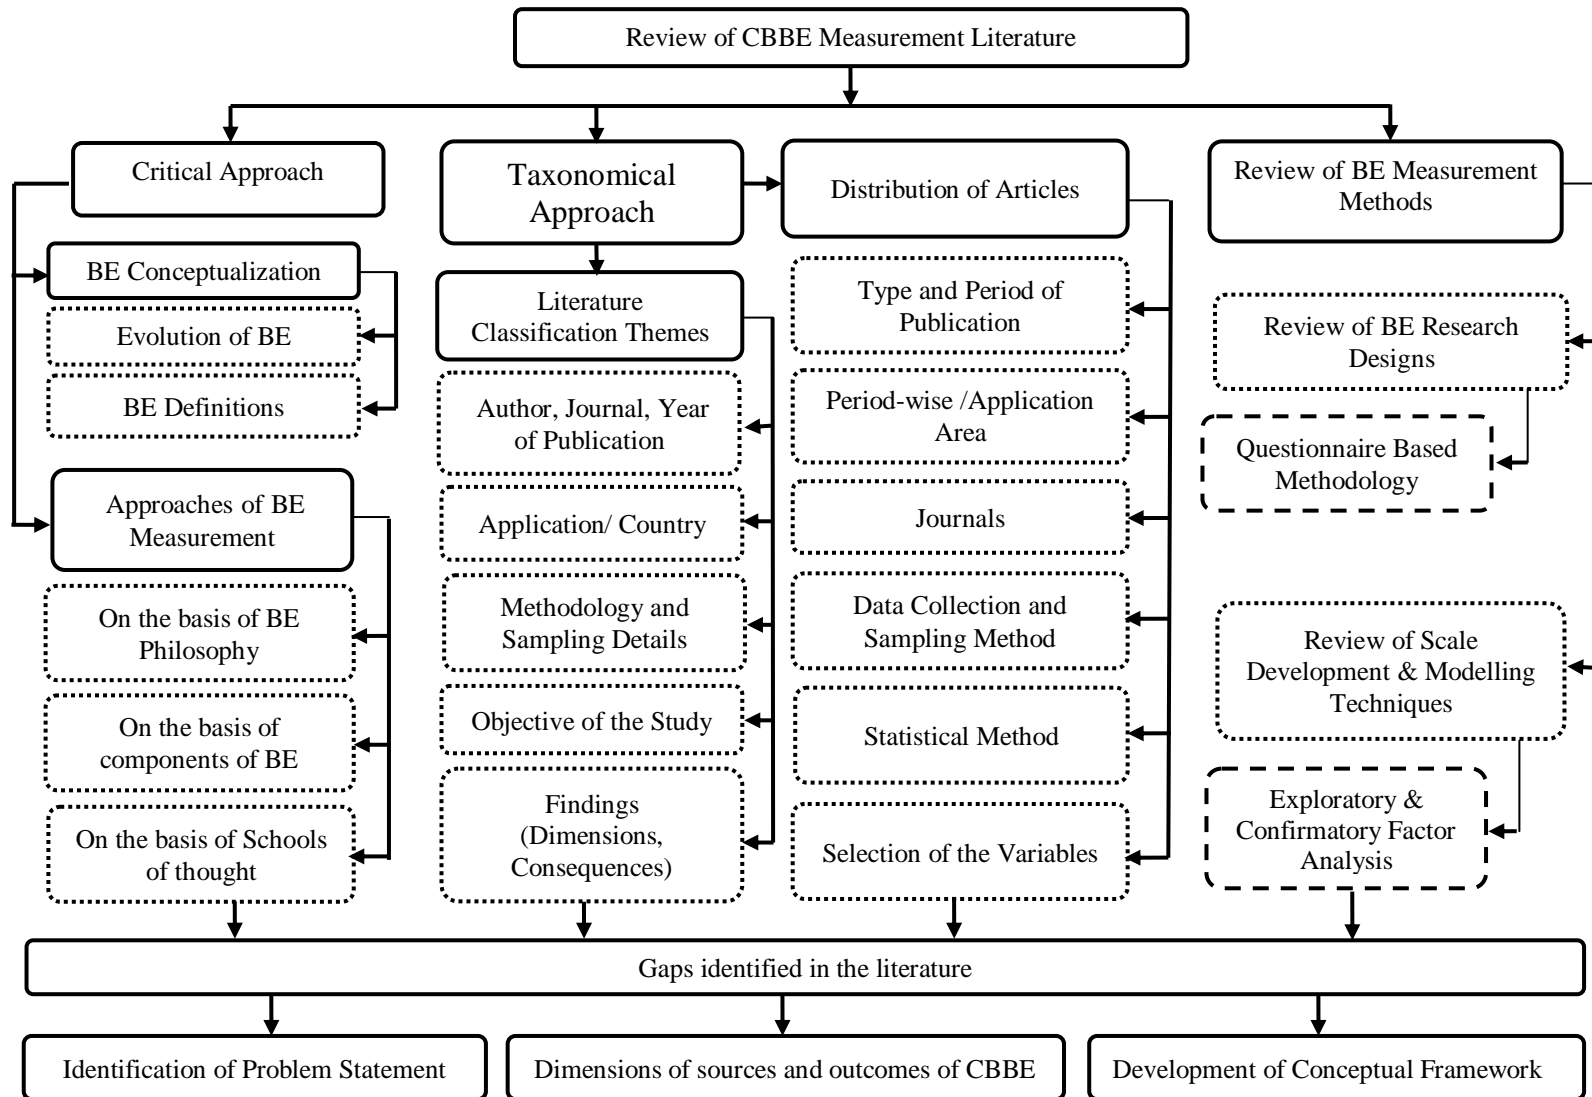 Review of CBBE Measurement Literature
Critical Approach
BE Conceptualization
Evolution of BE
BE Definitions
Approaches of BE
Measurement
On the basis of BE
Philosophy
On the basis of
components of BE
On the basis of Schools
of thought
Taxonomical
Approach
Literature
Classification Themes
Author, Journal, Year
of Publication
Application/ Country
Methodology and
Sampling Details
Objective of the Study
Findings
(Dimensions,
Consequences)
Distribution of Articles
Type and Period of
Publication
Period-wise /Application
Area
Journals
Data Collection and
Sampling Method
Statistical Method
Selection of the Variables
Review of BE Measurement
Methods
Review of BE Research
Designs
Questionnaire Based
Methodology
Review of Scale
Development & Modelling
Techniques
Exploratory &
Confirmatory Factor
Analysis
Gaps identified in the literature
Identification of Problem Statement
Dimensions of sources and outcomes of CBBE
Development of Conceptual Framework